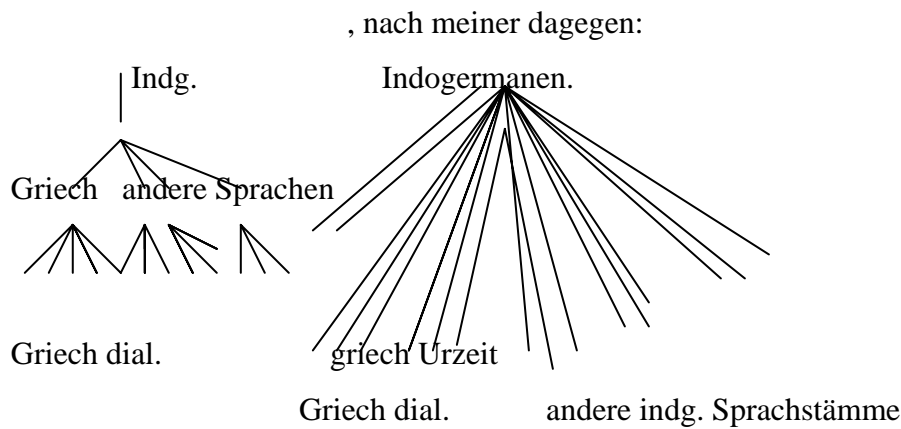 , nach meiner dagegen:
Indg. Indogermanen.
Griech andere Sprachen
Griech dial. griech Urzeit
Griech dial. andere indg. Sprachstämme